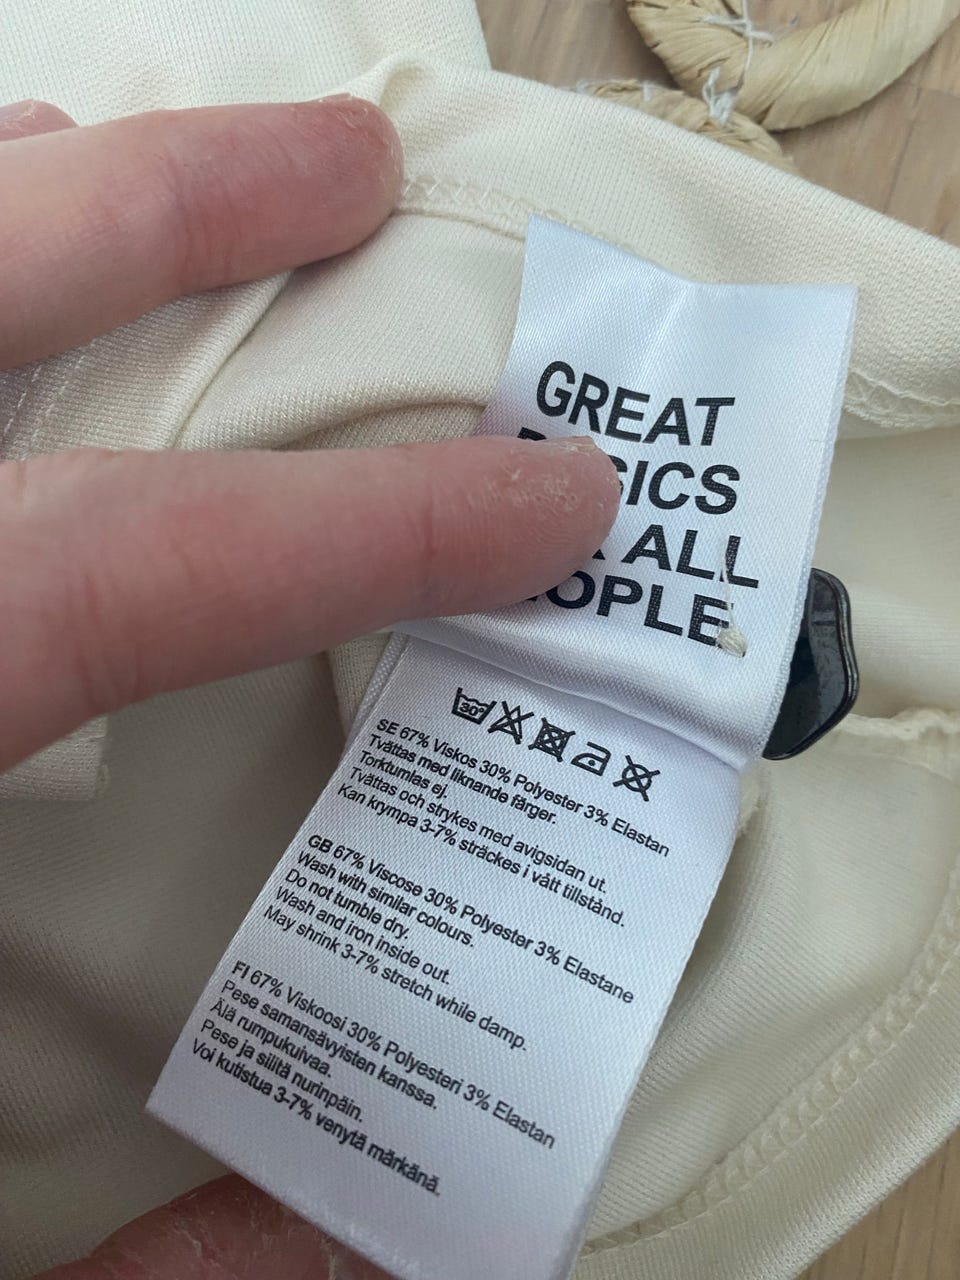 GREAT
SICS
ALL
OPLE
30°
SE 67% Viskos 30% Polyester 3% Elastan
Tvättas med liknande färger.
Torktumlas ej.
Tvättas och strykes med avigsidan ut.
Kan krympa 3-7% sträckes i vått tillstånd.
GB 67% Viscose 30% Polyester 3% Elastane
Wash with similar colours.
Do not tumble dry.
Wash and iron inside out.
May shrink 3-7% stretch while damp.
FI 67% Viskoosi 30% Polyesteri 3% Elastan
Pese samansävyisten kanssa.
Älä rumpukuivaa.
Pese ja siilitä nurinpäin.
Voi kutistua 3-7% venytä märkänä.